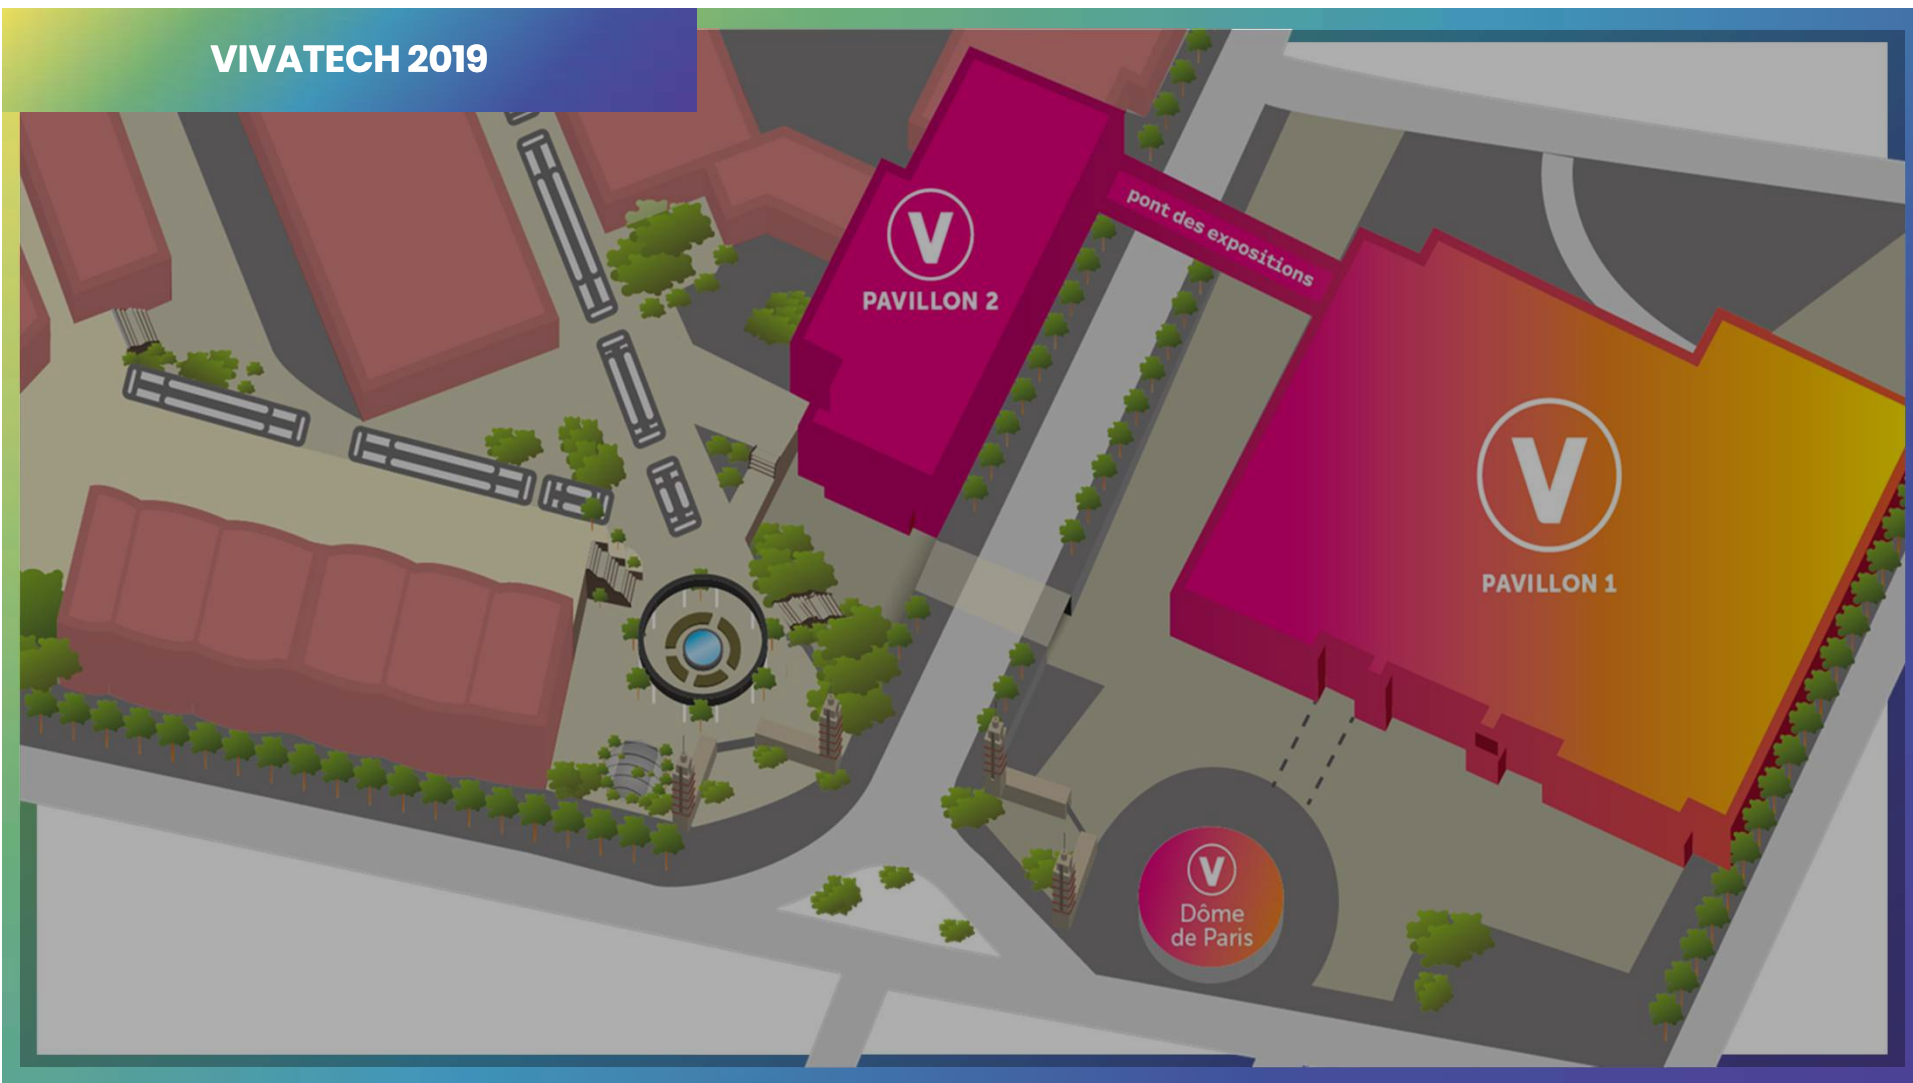 VIVATECH 2019
V
PAVILLON 2
pont des expositions
V
PAVILLON 1
V
Dôme
de Paris